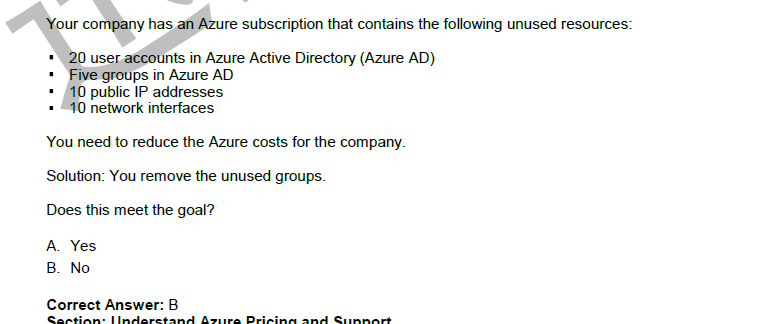 Your company has an Azure subscription that contains the following unused resources:
▪ 20 user accounts in Azure Active Directory (Azure AD)
▪ Five groups in Azure AD
▪ 10 public IP addresses
▪ 10 network interfaces
You need to reduce the Azure costs for the company.
Solution: You remove the unused groups.
Does this meet the goal?
A. Yes
B. No
Correct Answer: B
Section: Understand Azure Pricing and Support